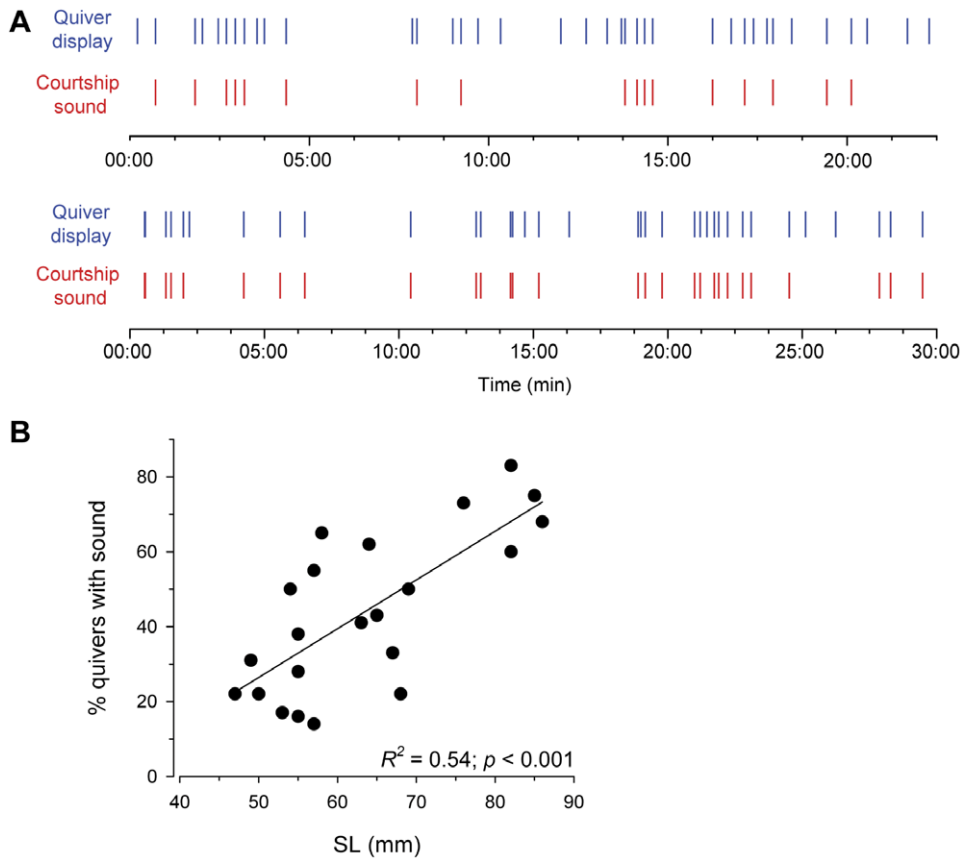 A
Quiver
display
Courtship
sound
00:00 05:00 10:00 15:00 20:00
Quiver
display
Courtship
sound
00:00 05:00 10:00 15:00 20:00 25:00 30:00
Time (min)
B
% quivers with sound
80
60
40
20
0
R² = 0.54; p < 0.001
40 50 60 70 80 90
SL (mm)